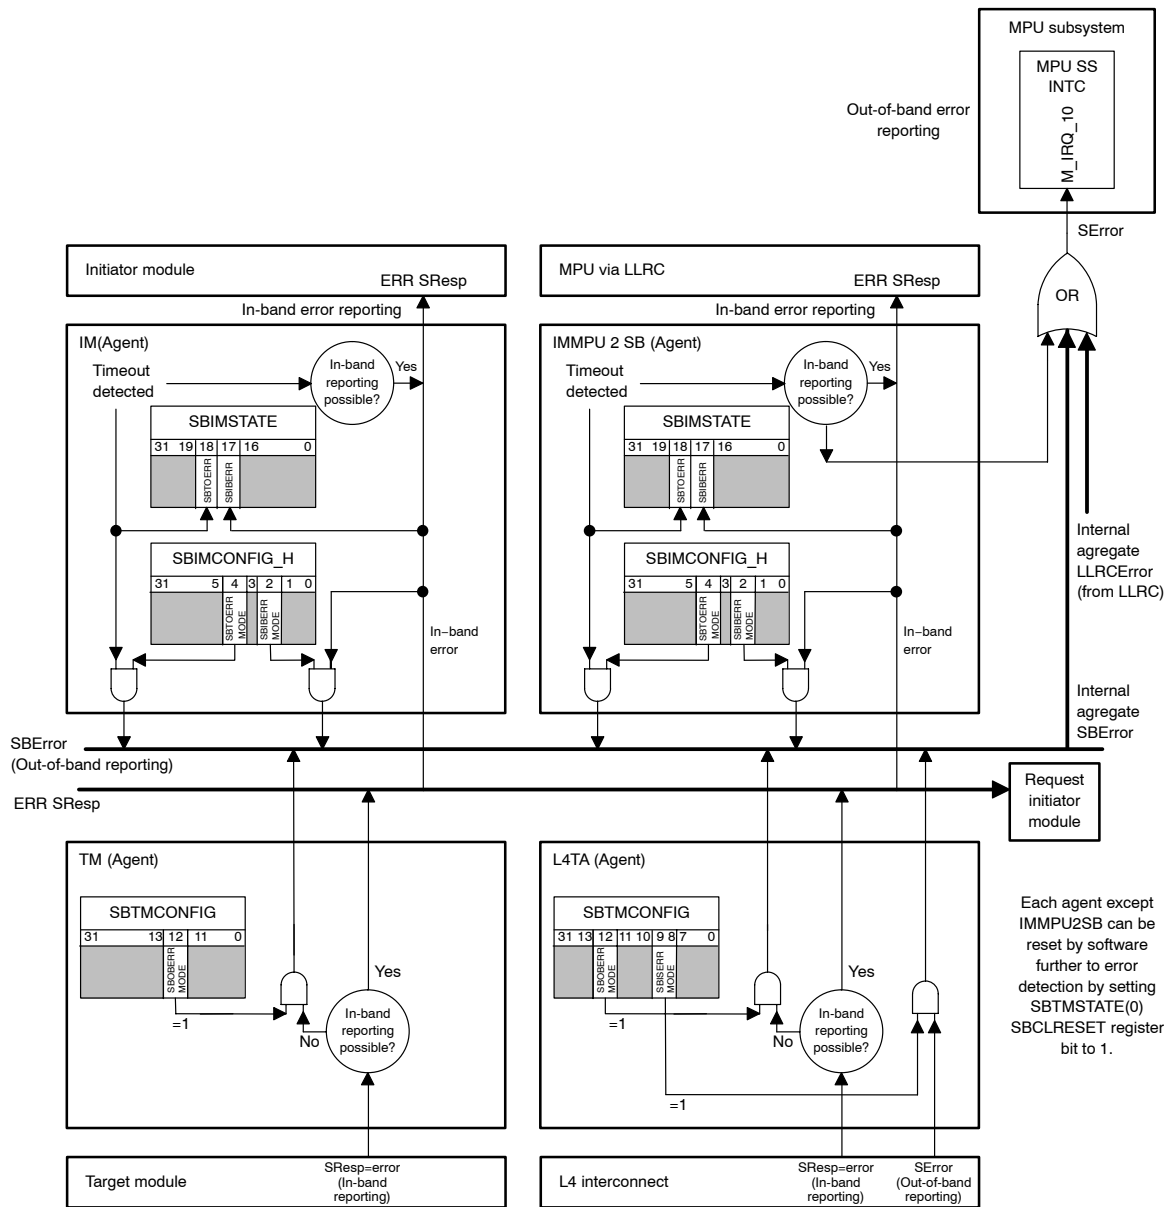 MPU subsystem
MPU SS
INTC
M_IRQ_10
Out-of-band error
reporting
SError
OR
Initiator module
ERR SResp
In-band error reporting
MPU via LLRC
ERR SResp
In-band error reporting
IM(Agent)
Timeout
detected
In-band
reporting
possible?
Yes
SBIMSTATE
31 19 18 17 16 0
SBTOERR
SBIBERR
SBIMCONFIG_H
31 5 4 3 2 1 0
SBTOERR
MODE
SBIBERR
MODE
In-band
error
IMMPU 2 SB (Agent)
Timeout
detected
In-band
reporting
possible?
Yes
SBIMSTATE
31 19 18 17 16 0
SBTOERR
SBIBERR
SBIMCONFIG_H
31 5 4 3 2 1 0
SBTOERR
MODE
SBIBERR
MODE
In-band
error
Internal
agregate
LLRCError
(from LLRC)
Internal
agregate
SBError
SBError
(Out-of-band reporting)
ERR SResp
Request
initiator
module
TM (Agent)
SBTMCONFIG
31 13 12 11 0
SBOBERR
MODE
=1
No
Yes
In-band
reporting
possible?
L4TA (Agent)
SBTMCONFIG
31 13 12 11 10 9 8 7 0
SBOBERR
MODE
SBISERR
MODE
=1
No
Yes
In-band
reporting
possible?
=1
Each agent except
IMMPU2SB can be
reset by software
further to error
detection by setting
SBTMSTATE(0)
SBCLRESET register
bit to 1.
Target module
SResp=error
(In-band
reporting)
L4 interconnect
SResp=error
(In-band
reporting)
SError
(Out-of-band
reporting)